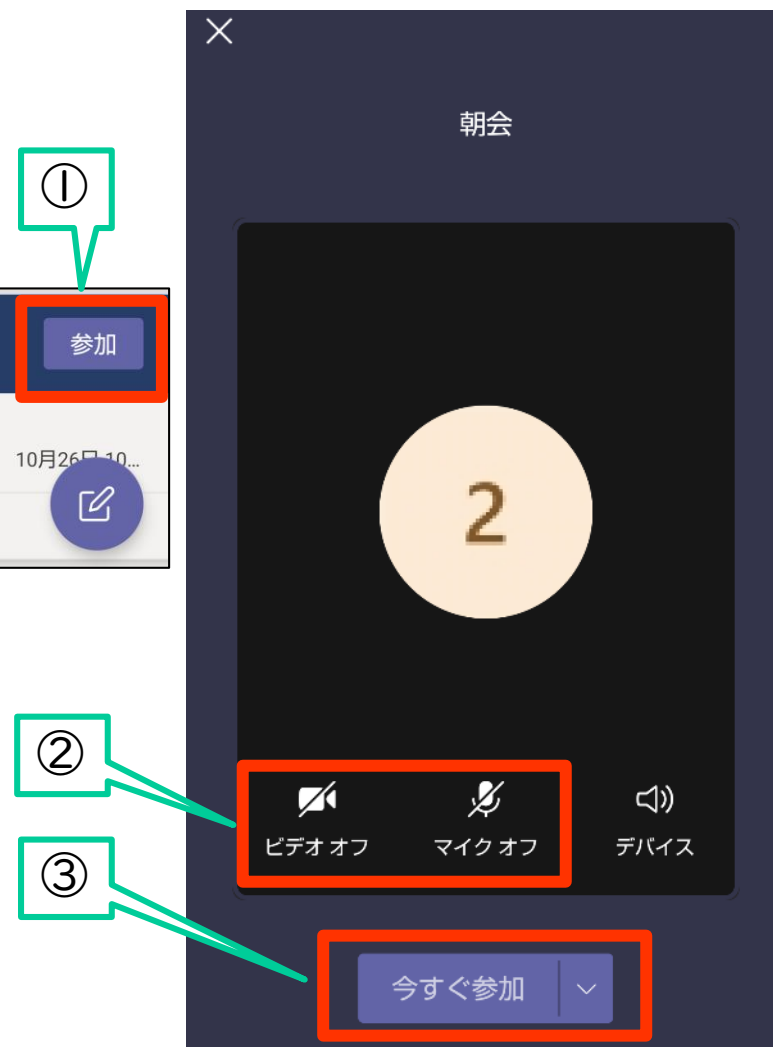 朝会
①
参加
10月26日 10...
2
②
ビデオ オフ
マイク オフ
デバイス
③
今すぐ参加